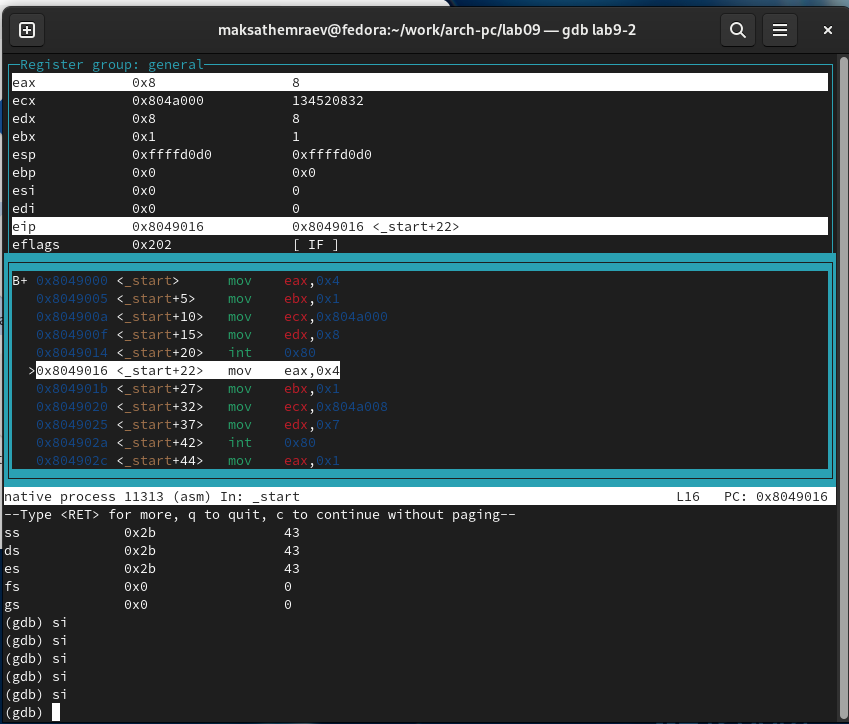 maksathemraev@fedora:~/work/arch-pc/lab09 — gdb lab9-2
Register group: general
eax 0x8 8
ecx 0x804a000 134520832
edx 0x8 8
ebx 0x1 1
esp 0xffffd0d0 0xffffd0d0
ebp 0x0 0x0
esi 0x0 0
edi 0x0 0
eip 0x8049016 0x8049016 <_start+22>
eflags 0x202 [ IF ]
B+ 0x8049000 <_start> mov eax,0x4
0x8049005 <_start+5> mov ebx,0x1
0x804900a <_start+10> mov ecx,0x804a000
0x804900f <_start+15> mov edx,0x8
0x8049014 <_start+20> int 0x80
>0x8049016 <_start+22> mov eax,0x4
0x804901b <_start+27> mov ebx,0x1
0x8049020 <_start+32> mov ecx,0x804a008
0x8049025 <_start+37> mov edx,0x7
0x804902a <_start+42> int 0x80
0x804902c <_start+44> mov eax,0x1
native process 11313 (asm) In: _start L16 PC: 0x8049016
--Type <RET> for more, q to quit, c to continue without paging--
ss 0x2b 43
ds 0x2b 43
es 0x2b 43
fs 0x0 0
gs 0x0 0
(gdb) si
(gdb) si
(gdb) si
(gdb) si
(gdb) si
(gdb)